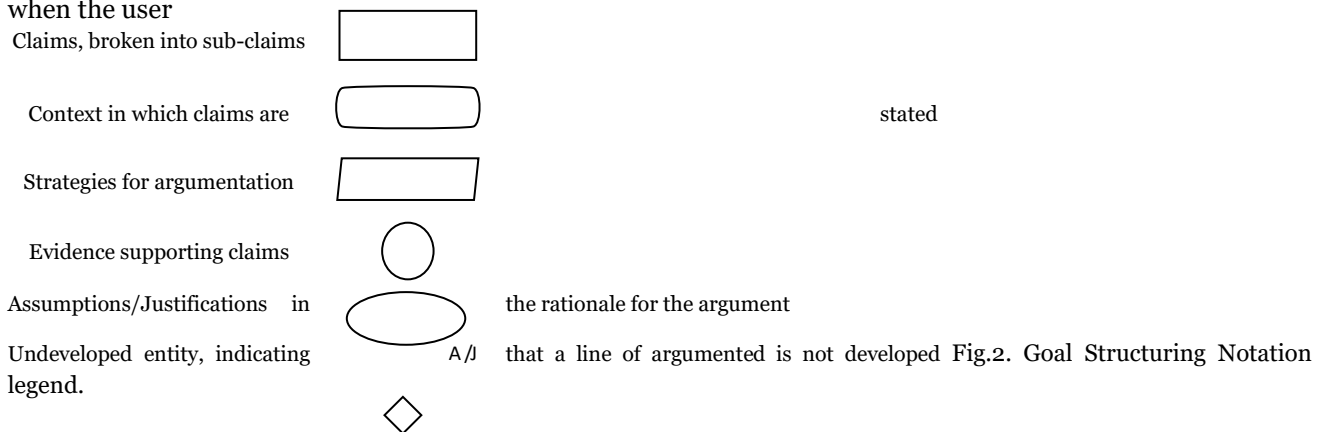 when the user
Claims, broken into sub-claims
Context in which claims are stated
Strategies for argumentation
Evidence supporting claims
Assumptions/Justifications in the rationale for the argument
Undeveloped entity, indicating A/J that a line of argumented is not developed Fig.2. Goal Structuring Notation
legend.